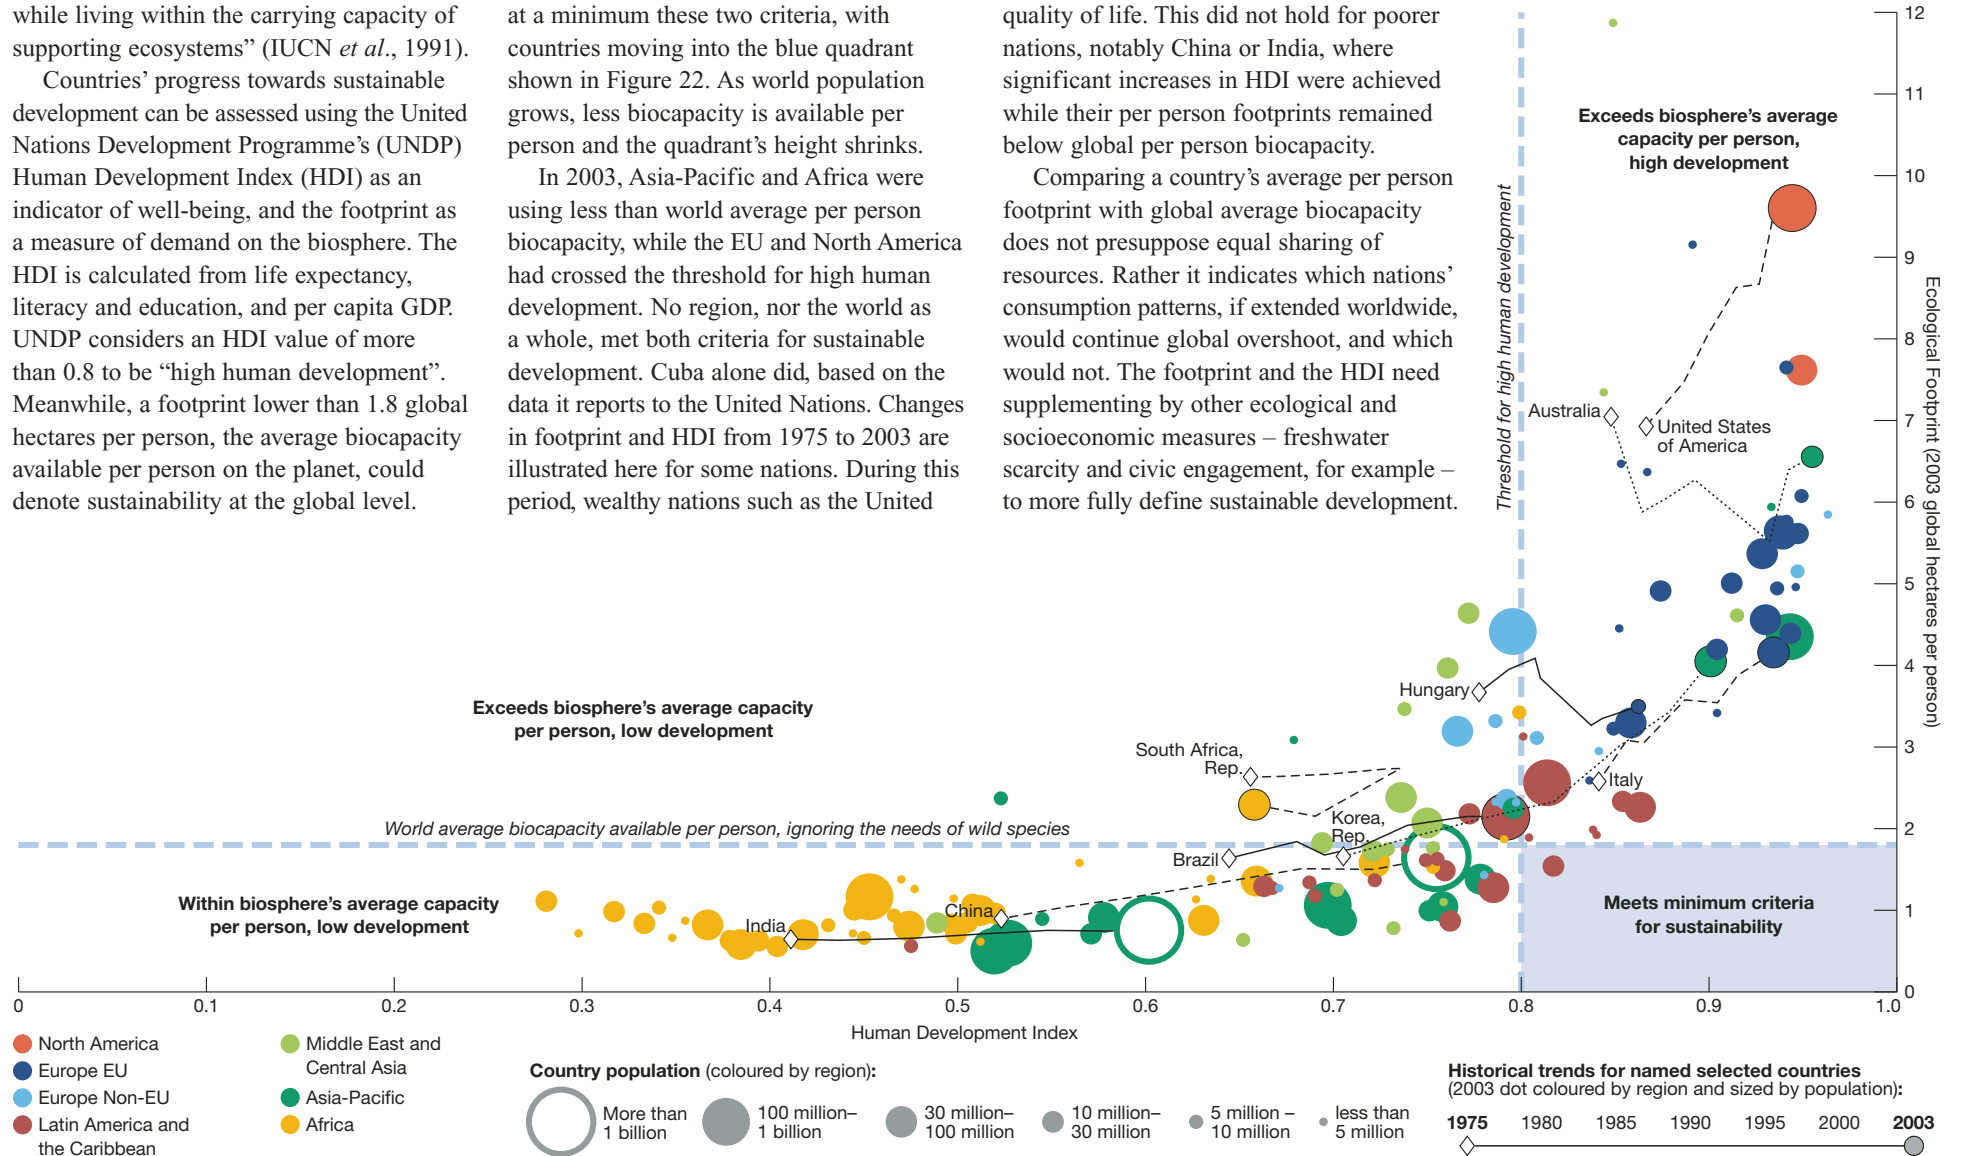 while living within the carrying capacity of
supporting ecosystems” (IUCN et al., 1991).
Countries’ progress towards sustainable
development can be assessed using the United
Nations Development Programme’s (UNDP)
Human Development Index (HDI) as an
indicator of well-being, and the footprint as
a measure of demand on the biosphere. The
HDI is calculated from life expectancy,
literacy and education, and per capita GDP.
UNDP considers an HDI value of more
than 0.8 to be “high human development”.
Meanwhile, a footprint lower than 1.8 global
hectares per person, the average biocapacity
available per person on the planet, could
denote sustainability at the global level.
at a minimum these two criteria, with
countries moving into the blue quadrant
shown in Figure 22. As world population
grows, less biocapacity is available per
person and the quadrant’s height shrinks.
In 2003, Asia-Pacific and Africa were
using less than world average per person
biocapacity, while the EU and North America
had crossed the threshold for high human
development. No region, nor the world as
a whole, met both criteria for sustainable
development. Cuba alone did, based on the
data it reports to the United Nations. Changes
in footprint and HDI from 1975 to 2003 are
illustrated here for some nations. During this
period, wealthy nations such as the United
quality of life. This did not hold for poorer
nations, notably China or India, where
significant increases in HDI were achieved
while their per person footprints remained
below global per person biocapacity.
Comparing a country’s average per person
footprint with global average biocapacity
does not presuppose equal sharing of
resources. Rather it indicates which nations’
consumption patterns, if extended worldwide,
would continue global overshoot, and which
would not. The footprint and the HDI need
supplementing by other ecological and
socioeconomic measures – freshwater
scarcity and civic engagement, for example –
to more fully define sustainable development.
Threshold for high human development
Exceeds biosphere’s average
capacity per person,
high development
12
11
10
9
8
7
6
5
4
3
2
1
0
Ecological Footprint (2003 global hectares per person)
Australia
United States
of America
Hungary
South Africa,
Rep.
Italy
Korea,
Rep.
Brazil
China
India
Exceeds biosphere’s average capacity
per person, low development
World average biocapacity available per person, ignoring the needs of wild species
Within biosphere’s average capacity
per person, low development
Meets minimum criteria
for sustainability
0
0.1
0.2
0.3
0.4
0.5
0.6
0.7
0.8
0.9
1.0
Human Development Index
North America
Europe EU
Europe Non-EU
Latin America and
the Caribbean
Middle East and
Central Asia
Asia-Pacific
Africa
Country population (coloured by region):
More than
1 billion
100 million–
1 billion
30 million–
100 million
10 million–
30 million
5 million –
10 million
less than
5 million
Historical trends for named selected countries
(2003 dot coloured by region and sized by population):
1975 1980 1985 1990 1995 2000 2003